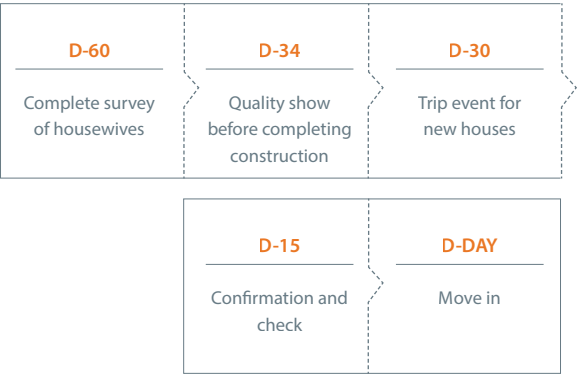 D-60
Complete survey
of housewives
D-34
Quality show
before completing
construction
D-30
Trip event for
new houses
D-15
Confirmation and
check
D-DAY
Move in